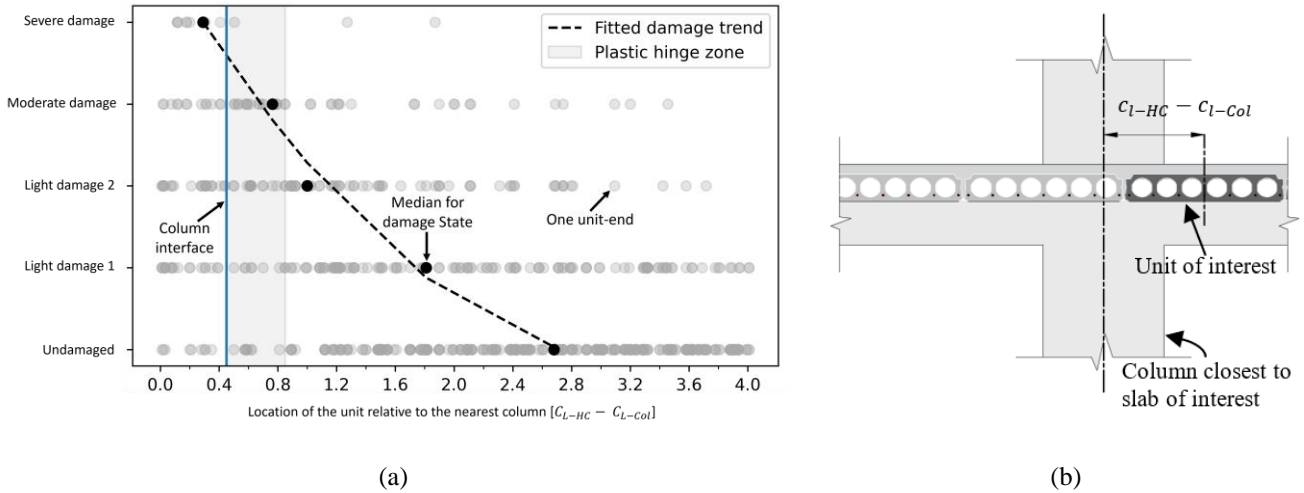 Severe damage
Moderate damage
Light damage 2
Light damage 1
Undamaged
Fitted damage trend
Plastic hinge zone
Column
interface
Median for
damage State
One unit-end
0.0 0.4 0.8 1.2 1.6 2.0 2.4 2.8 3.2 3.6 4.0
Location of the unit relative to the nearest column [C_{L-HC} − C_{L-Col}]
(a)
c_{l-HC} − c_{l-Col}
Unit of interest
Column closest to
slab of interest
(b)